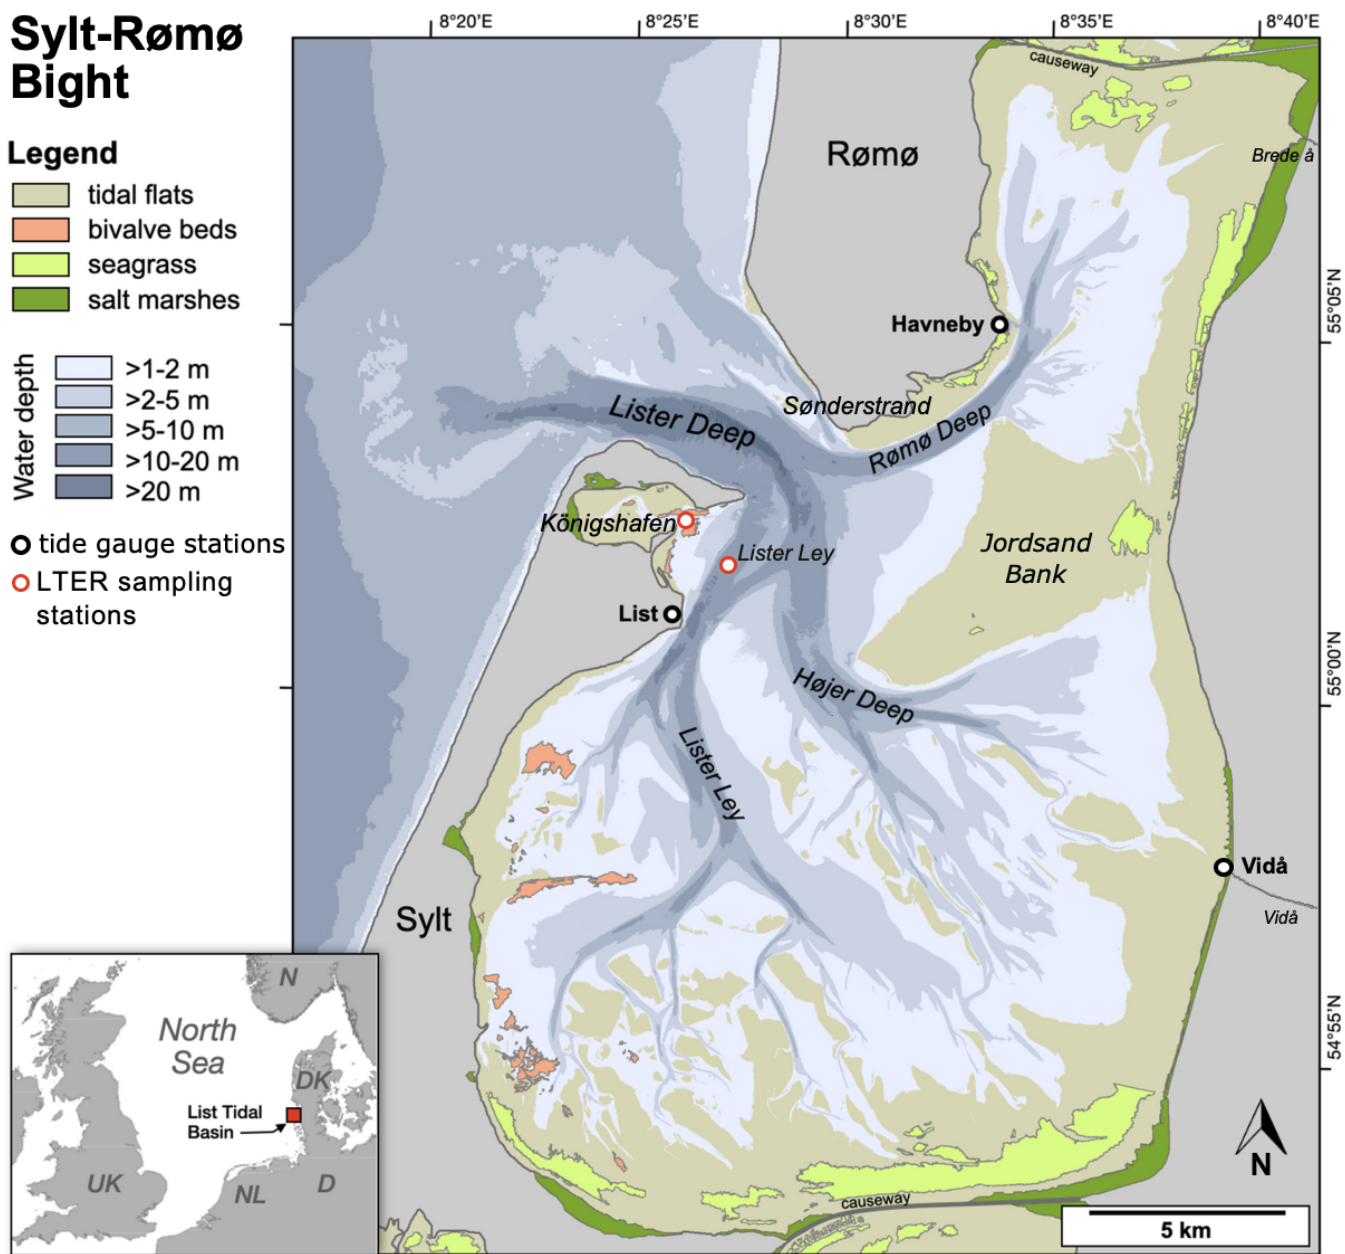 Sylt-Rømø
Bight
Legend
tidal flats
bivalve beds
seagrass
salt marshes
Water depth
>1-2 m
>2-5 m
>5-10 m
>10-20 m
>20 m
tide gauge stations
LTER sampling
stations
8°20'E
8°25'E
8°30'E
8°35'E
8°40'E
causeway
Rømø
Brede å
55°05'N
Havneby
Sønderstrand
Lister Deep
Rømø Deep
Königshafen
Lister Ley
Jordsand
Bank
List
55°00'N
Højer Deep
Lister Ley
Vidå
Vidå
Sylt
54°55'N
causeway
N
5 km
N
North
Sea
DK
List Tidal
Basin
UK
NL
D